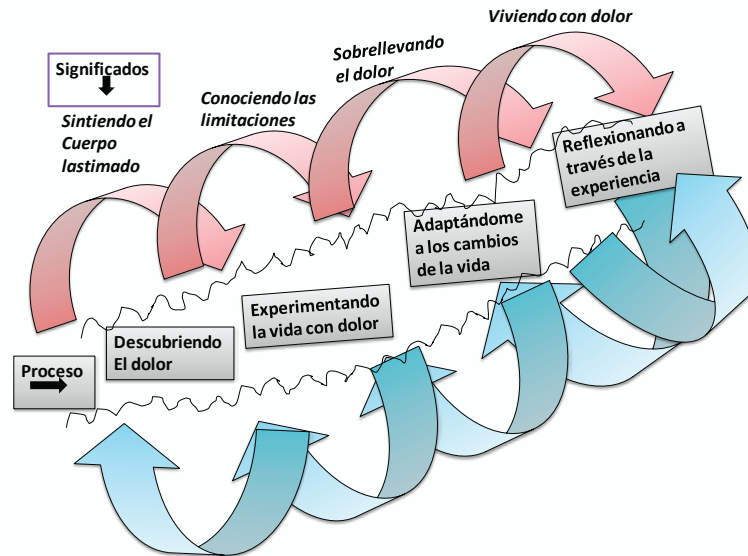 Viviendo con dolor
Sobrellevando
el dolor
Significados
Conociendo las
limitaciones
Sintiendo el
Cuerpo
lastimado
Reflexionando a
través de la
experiencia
Adaptándome
a los cambios
de la vida
Experimentando
la vida con dolor
Descubriendo
El dolor
Proceso